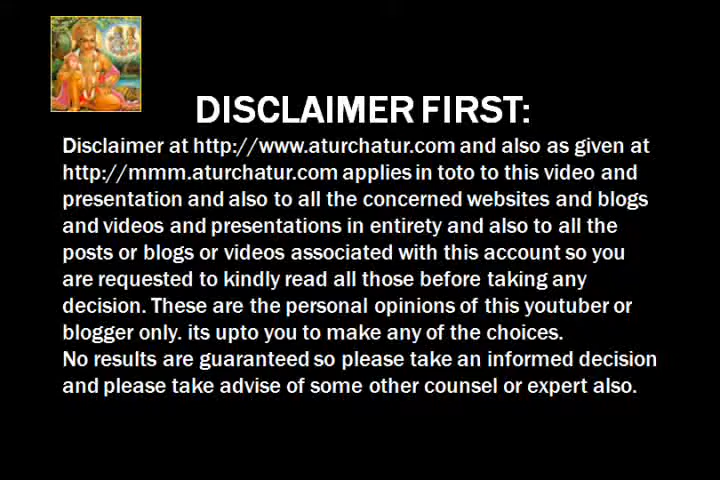 DISCLAIMER FIRST:
Disclaimer at http://www.aturchatur.com and also as given at
http://mmm.aturchatur.com applies in toto to this video and
presentation and also to all the concerned websites and blogs
and videos and presentations in entirety and also to all the
posts or blogs or videos associated with this account so you
are requested to kindly read all those before taking any
decision. These are the personal opinions of this youtuber or
blogger only. its upto you to make any of the choices.
No results are guaranteed so please take an informed decision
and please take advise of some other counsel or expert also.